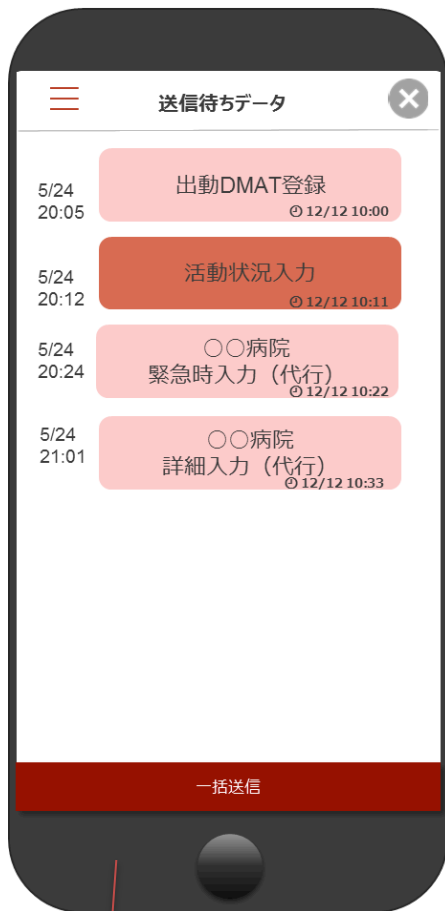 送信待ちデータ
5/24
20:05
出動DMAT登録
12/12 10:00
5/24
20:12
活動状況入力
12/12 10:11
5/24
20:24
○○病院
緊急時入力（代行）
12/12 10:22
5/24
21:01
○○病院
詳細入力（代行）
12/12 10:33
一括送信